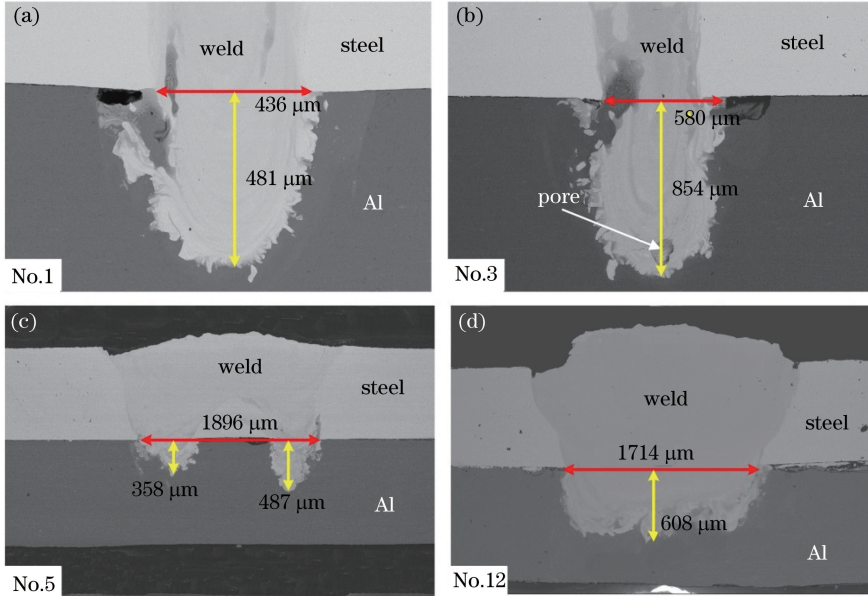 (a)
weld
steel
436 μm
481 μm
Al
No.1
(b)
weld
steel
580 μm
854 μm
pore
Al
No.3
(c)
weld
steel
1896 μm
358 μm
487 μm
Al
No.5
(d)
weld
steel
1714 μm
608 μm
Al
No.12